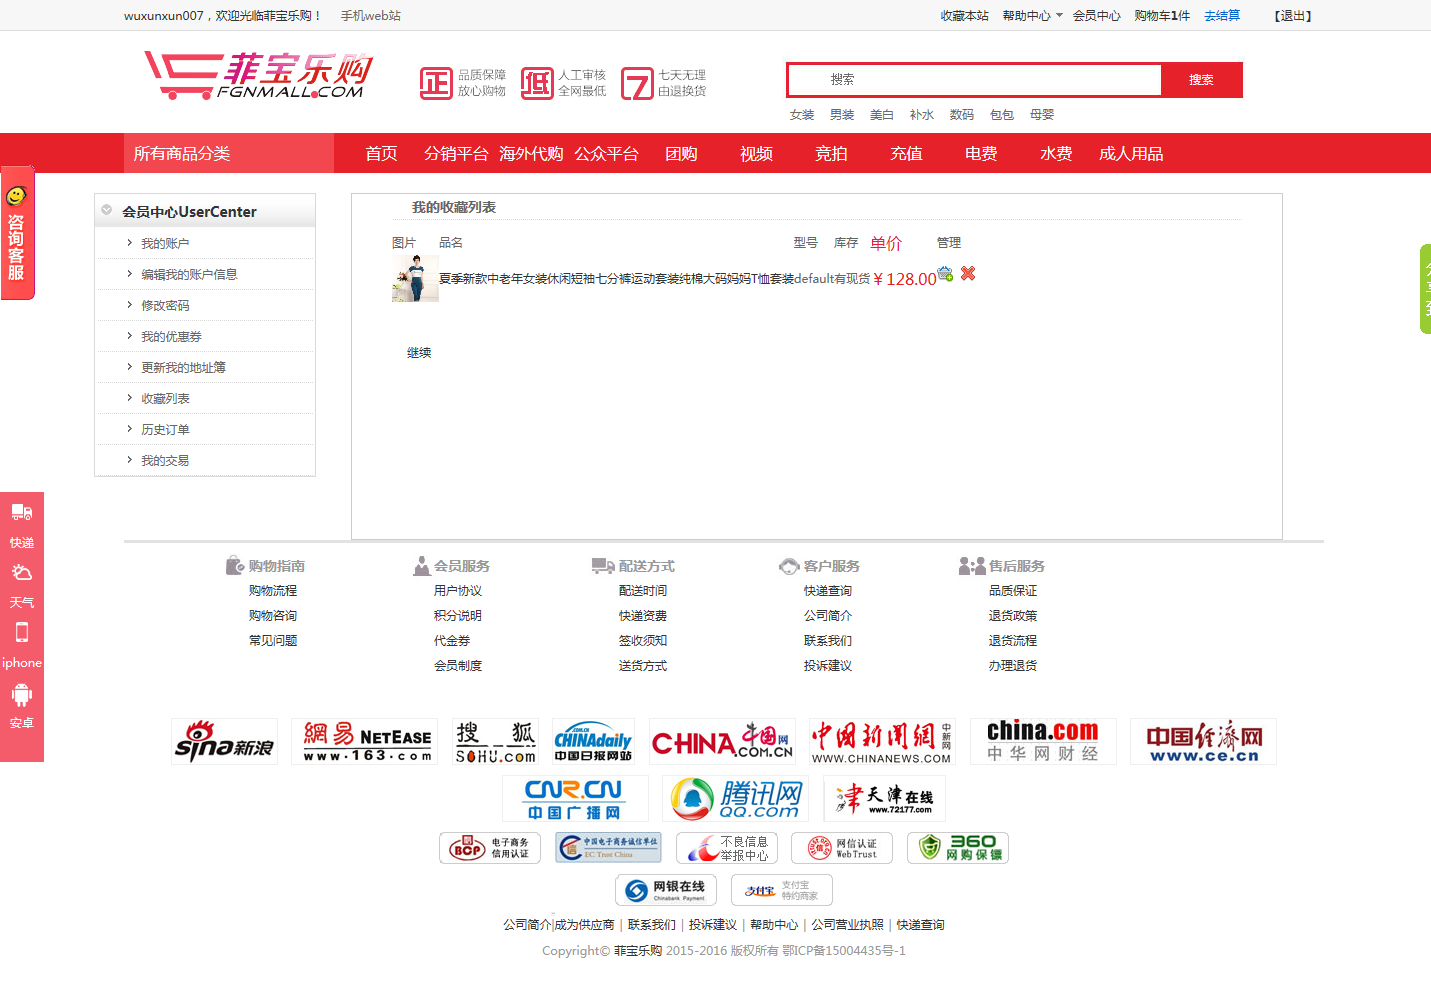 wuxunxun007，欢迎光临菲宝乐购！ 手机web站 收藏本站 帮助中心 会员中心 购物车1件 去结算 【退出】
菲宝乐购
FGNMALL.COM
正 品质保障 放心购物
低 人工审核 全网最低
7 七天无理 由退换货
搜索 搜索
女装 男装 美白 补水 数码 包包 母婴
所有商品分类 首页 分销平台 海外代购 公众平台 团购 视频 竞拍 充值 电费 水费 成人用品
咨询客服
会员中心UserCenter
我的账户
编辑我的账户信息
修改密码
我的优惠券
更新我的地址簿
收藏列表
历史订单
我的交易
我的收藏列表
图片 品名 型号 库存 单价 管理
夏季新款中老年女装休闲短袖七分裤运动套装纯棉大码妈妈T恤套装 default 有现货 ￥128.00
继续
快递
天气
iphone
安卓
购物指南 会员服务 配送方式 客户服务 售后服务
购物流程 用户协议 配送时间 快递查询 品质保证
购物咨询 积分说明 快递资费 公司简介 退货政策
常见问题 代金券 签收须知 联系我们 退货流程
会员制度 送货方式 投诉建议 办理退货
sina新浪
網易 NETEASE
www.163.com
搜狐
SOHU.com
.COM.CN
CHINAdaily
中国日报网站
CHINA 牛国网
.COM.CN
中国新闻網 中新网
WWW.CHINANEWS.COM
china.com
中华网财经
中国经济网
www.ce.cn
CNR.CN
中国广播网
腾讯网
QQ.com
津 天津在线
www.72177.com
BCP 电子商务 信用认证
中国电子商务诚信单位
EC Trust China
不良信息 举报中心
网信认证
WebTrust
360
网购保镖
网银在线
Chinabank Payment
支付宝 支付宝 特约商家
公司简介|成为供应商 | 联系我们 | 投诉建议 | 帮助中心 | 公司营业执照 | 快递查询
Copyright© 菲宝乐购 2015-2016 版权所有 鄂ICP备15004435号-1